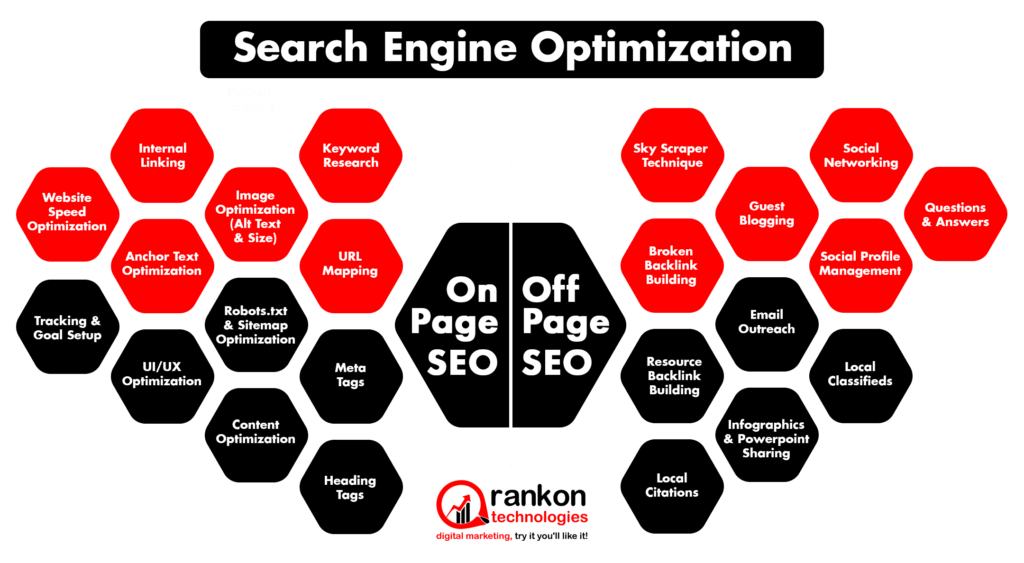 Search Engine Optimization
Internal
Linking
Keyword
Research
Website
Speed
Optimization
Image
Optimization
(Alt Text
& Size)
Anchor Text
Optimization
URL
Mapping
Tracking &
Goal Setup
Robots.txt
& Sitemap
Optimization
UI/UX
Optimization
Meta
Tags
Content
Optimization
Heading
Tags
On
Page
SEO
Off
Page
SEO
Sky Scraper
Technique
Social
Networking
Guest
Blogging
Questions
& Answers
Broken
Backlink
Building
Social Profile
Management
Email
Outreach
Resource
Backlink
Building
Local
Classifieds
Infographics
& Powerpoint
Sharing
Local
Citations
rankon
technologies
digital marketing, try it you'll like it!